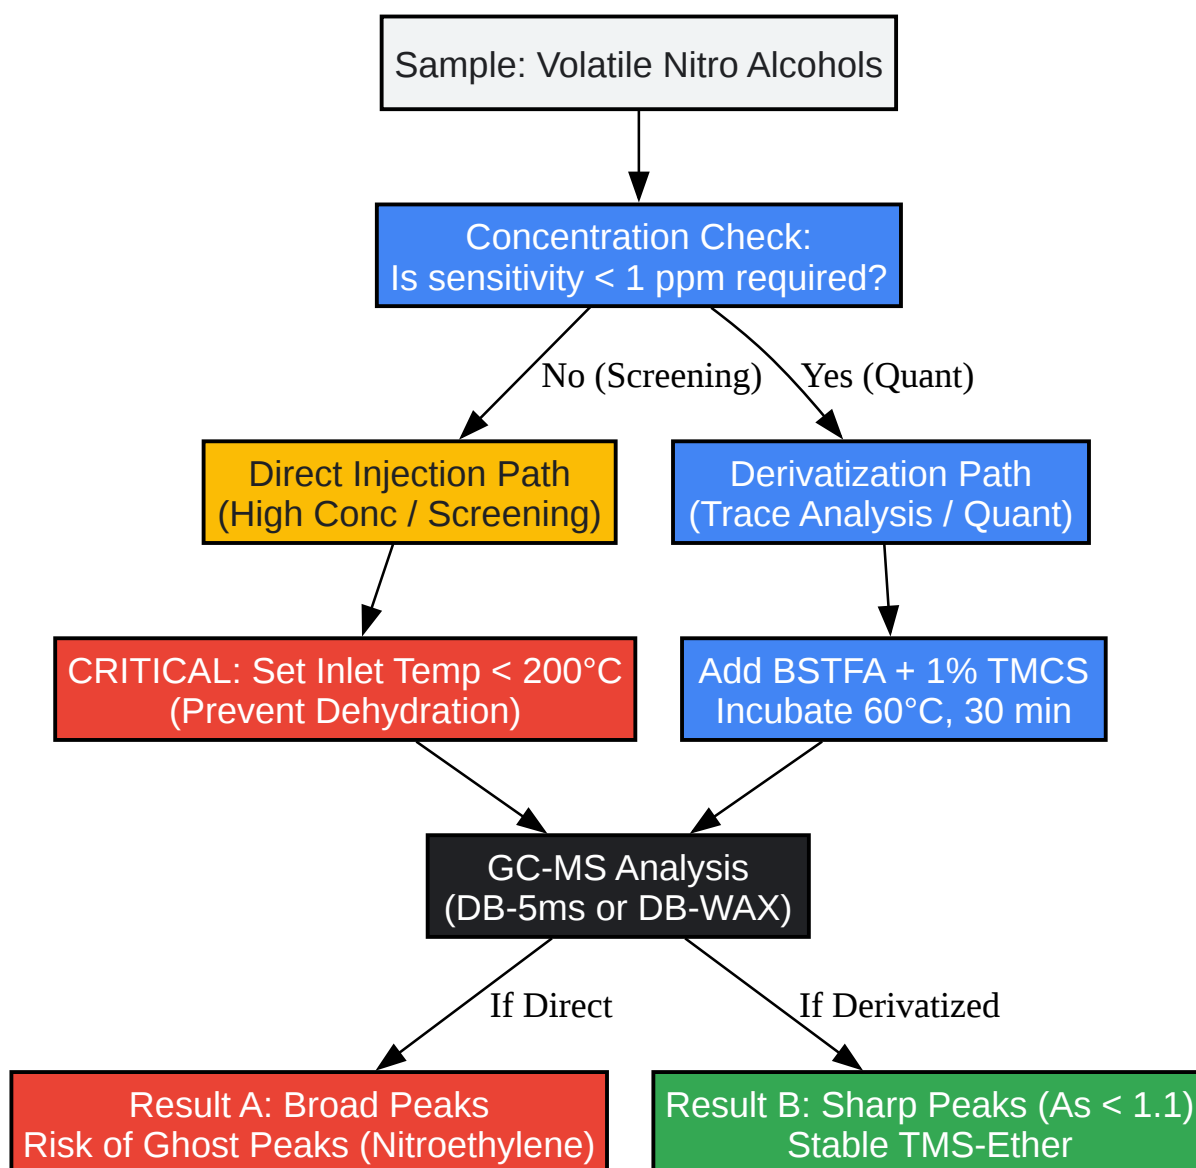 Sample: Volatile Nitro Alcohols
Concentration Check:
Is sensitivity < 1 ppm required?
No (Screening)
Yes (Quant)
Direct Injection Path
(High Conc / Screening)
Derivatization Path
(Trace Analysis / Quant)
CRITICAL: Set Inlet Temp < 200°C
(Prevent Dehydration)
Add BSTFA + 1% TMCS
Incubate 60°C, 30 min
GC-MS Analysis
(DB-5ms or DB-WAX)
If Direct
If Derivatized
Result A: Broad Peaks
Risk of Ghost Peaks (Nitroethylene)
Result B: Sharp Peaks (As < 1.1)
Stable TMS-Ether